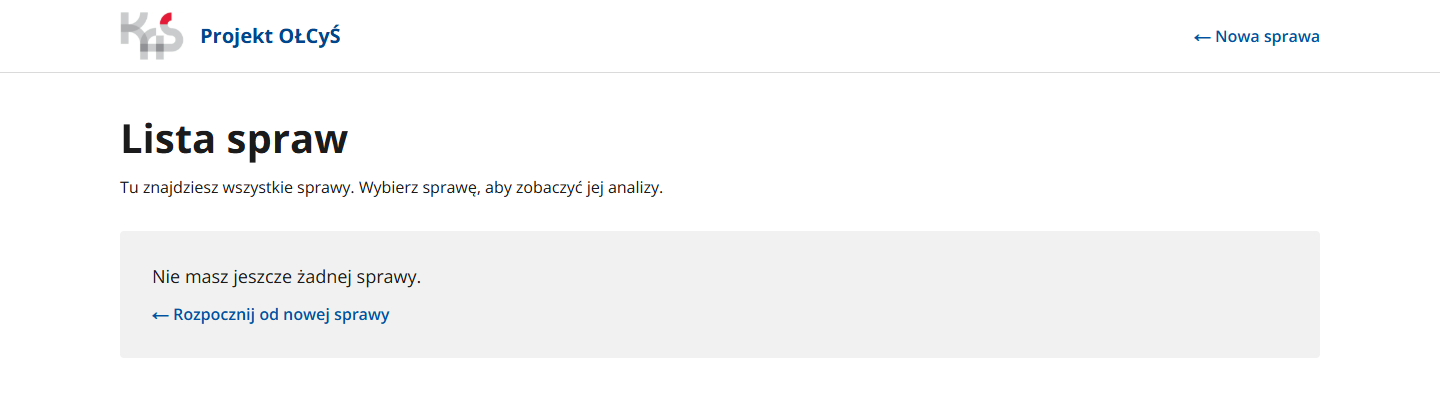 KRiŚ
Projekt OŁCyŚ
← Nowa sprawa
Lista spraw
Tu znajdziesz wszystkie sprawy. Wybierz sprawę, aby zobaczyć jej analizy.
Nie masz jeszcze żadnej sprawy.
← Rozpocznij od nowej sprawy